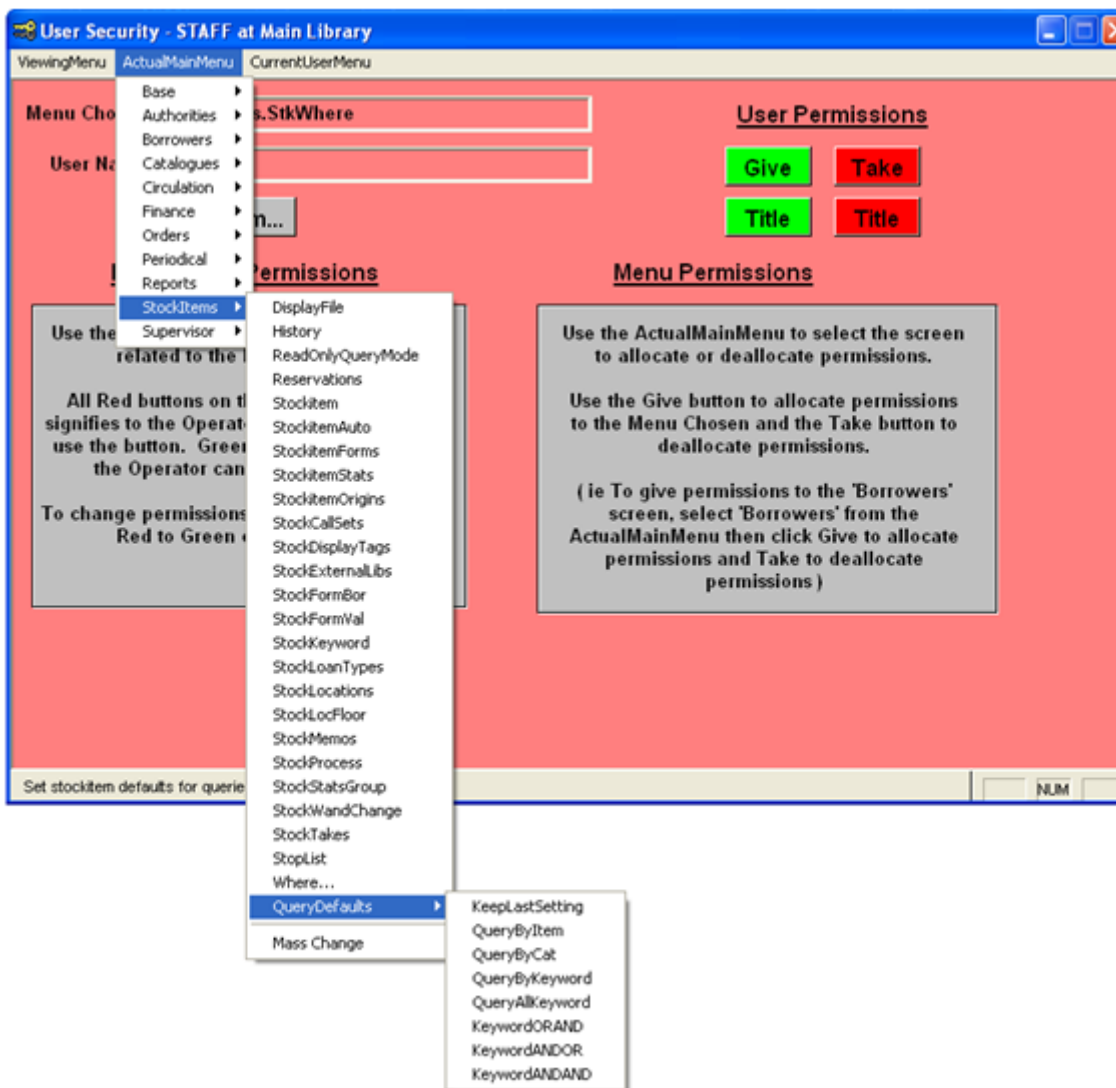 User Security - STAFF at Main Library
ViewingMenu ActualMainMenu CurrentUserMenu
Menu Cho s.StkWhere
User Na
m...
User Permissions
Give Take
Title Title
Base
Authorities
Borrowers
Catalogues
Circulation
Finance
Orders
Periodical
Reports
StockItems
Supervisor
Permissions
Use the
related to the
All Red buttons on t
signifies to the Operat
use the button. Gree
the Operator can
To change permissions
Red to Green
Menu Permissions
Use the ActualMainMenu to select the screen
to allocate or deallocate permissions.
Use the Give button to allocate permissions
to the Menu Chosen and the Take button to
deallocate permissions.
( ie To give permissions to the 'Borrowers'
screen, select 'Borrowers' from the
ActualMainMenu then click Give to allocate
permissions and Take to deallocate
permissions )
DisplayFile
History
ReadOnlyQueryMode
Reservations
Stockitem
StockitemAuto
StockitemForms
StockitemStats
StockitemOrigins
StockCallSets
StockDisplayTags
StockExternalLibs
StockFormBor
StockFormVal
StockKeyword
StockLoanTypes
StockLocations
StockLocFloor
StockMemos
StockProcess
StockStatsGroup
StockWandChange
StockTakes
StopList
Where...
QueryDefaults
Mass Change
KeepLastSetting
QueryByItem
QueryByCat
QueryByKeyword
QueryAllKeyword
KeywordORAND
KeywordANDOR
KeywordANDAND
Set stockitem defaults for querie
NUM